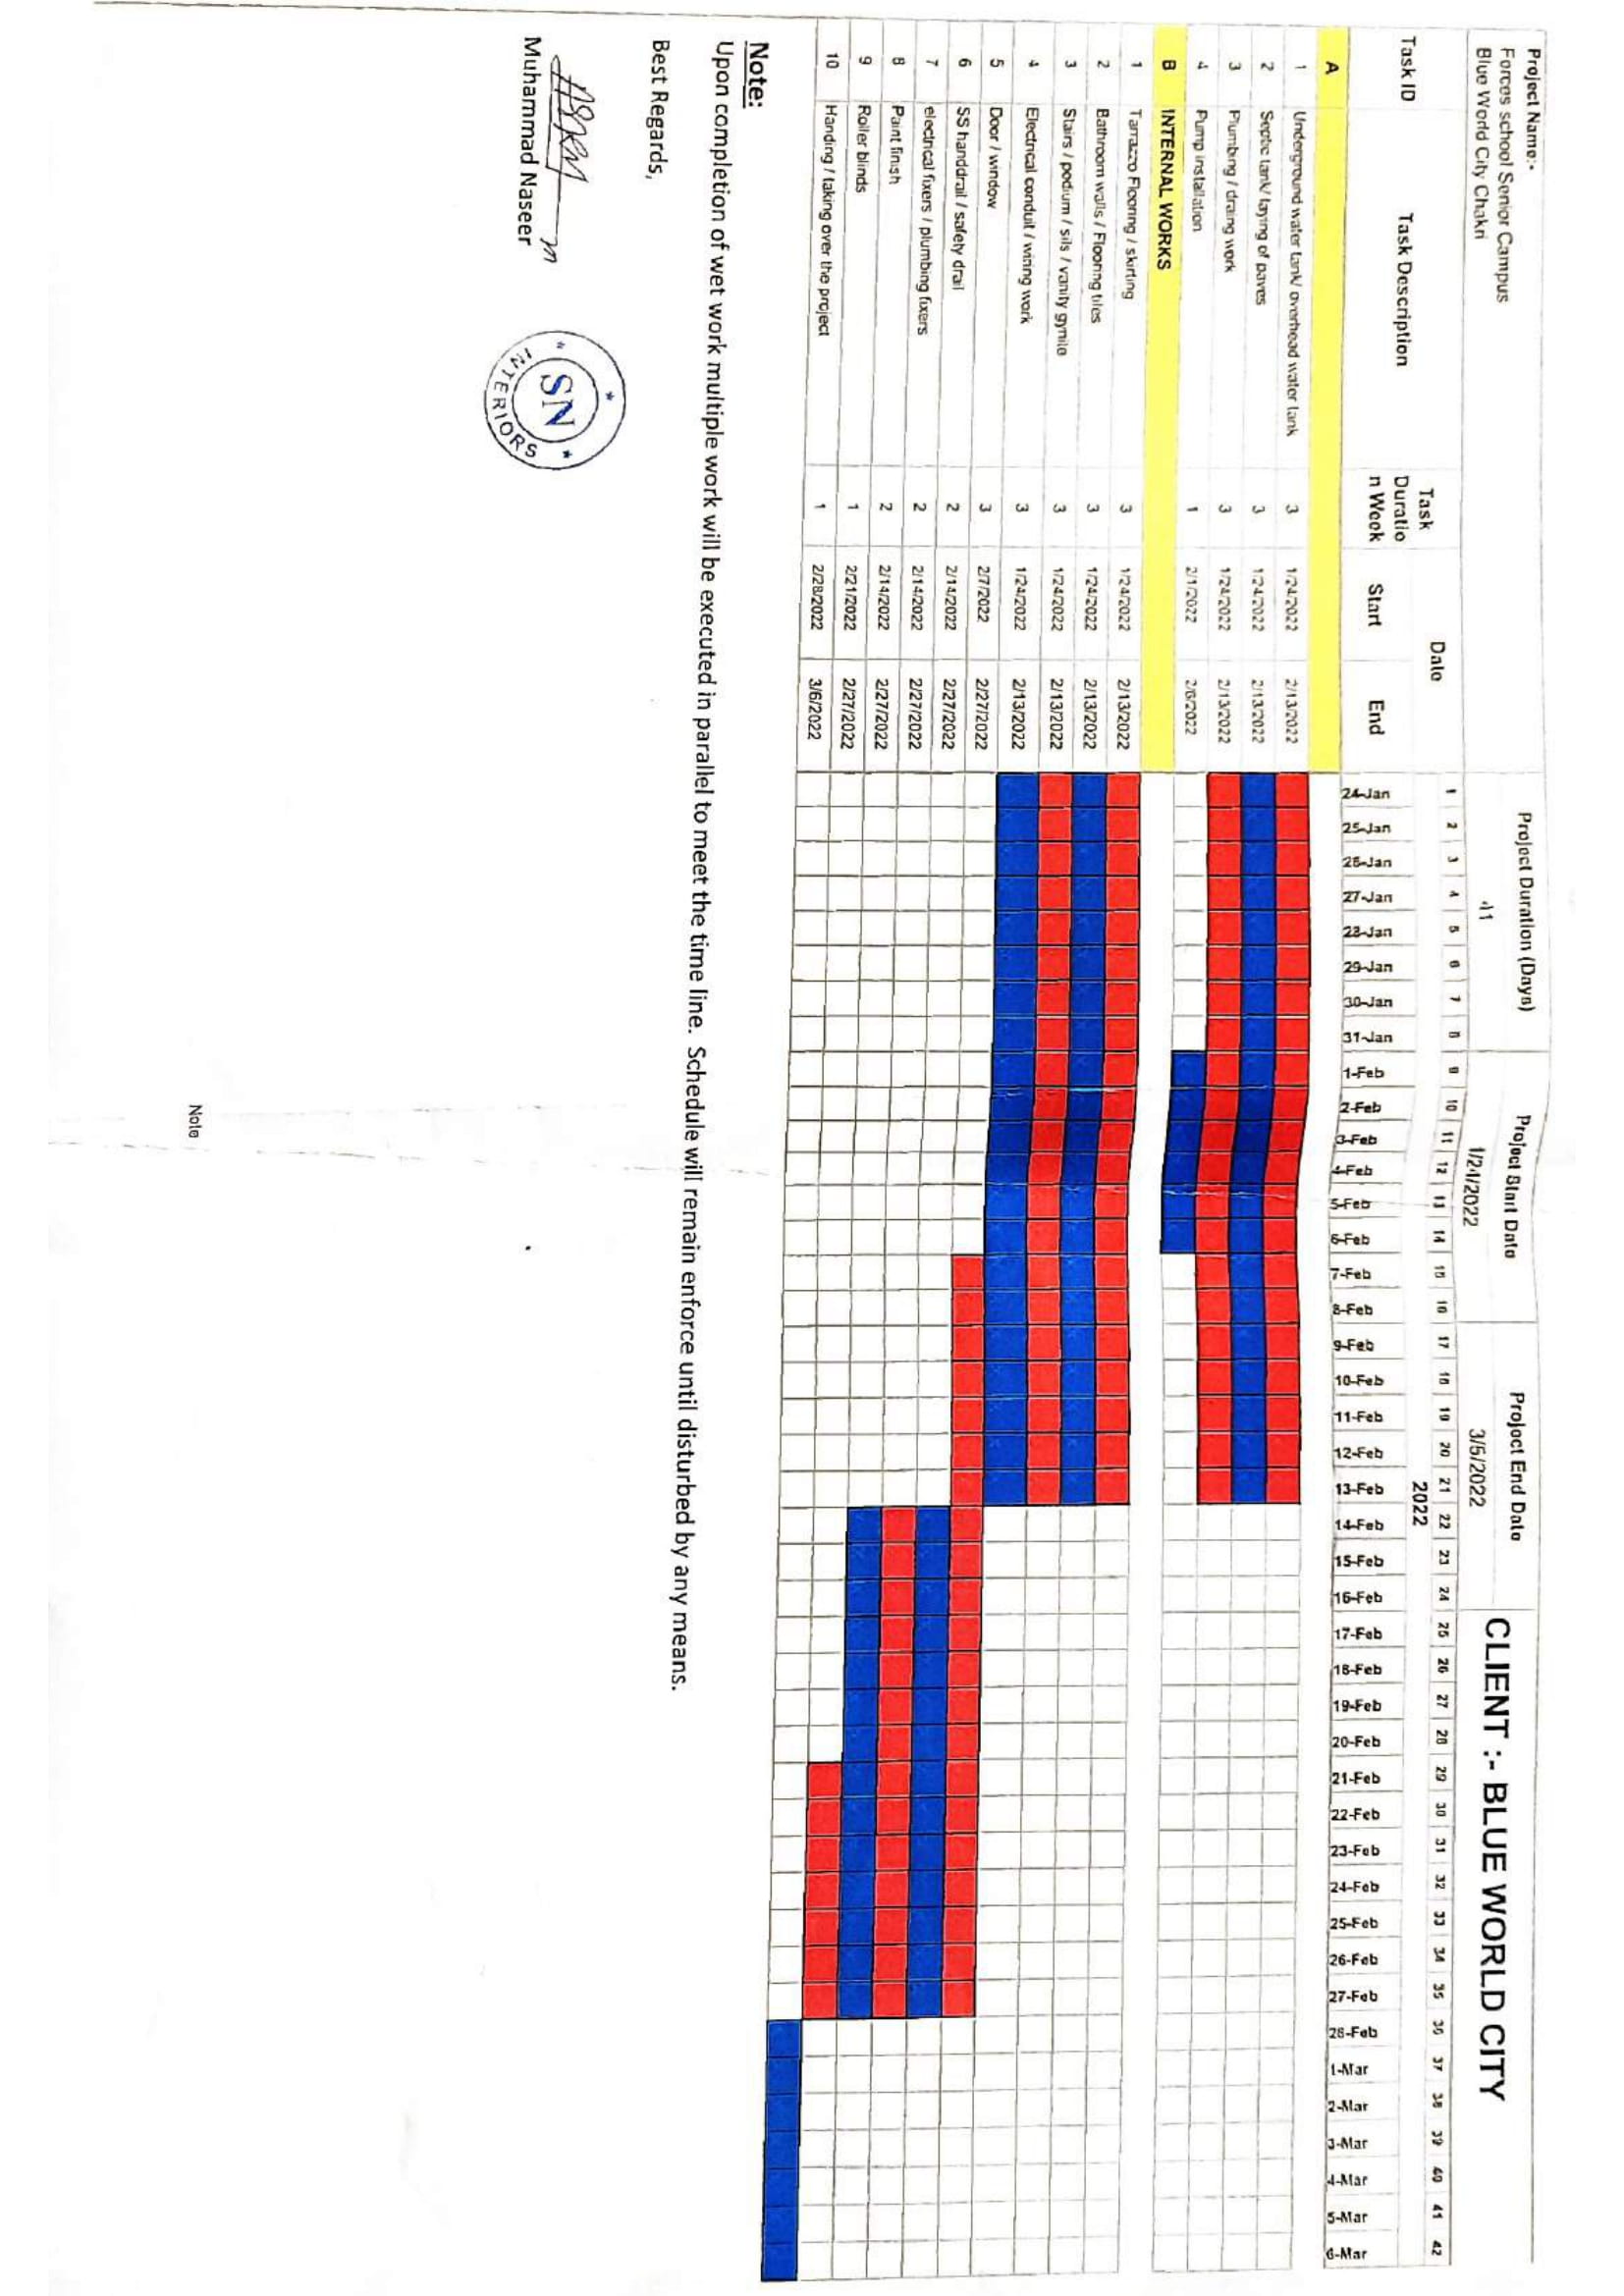 Project Name:-
Forces school Senior Campus
Blue World City Chakri
Project Duration (Days)
41
Project Start Date
1/24/2022
Project End Date
3/5/2022
CLIENT :- BLUE WORLD CITY
Task ID Task Description Task Duratio n Week Date Start End
2022
1 2 3 4 5 6 7 8 9 10 11 12 13 14 15 16 17 18 19 20 21 22 23 24 25 26 27 28 29 30 31 32 33 34 35 36 37 38 39 40 41 42
24-Jan 25-Jan 26-Jan 27-Jan 28-Jan 29-Jan 30-Jan 31-Jan 1-Feb 2-Feb 3-Feb 4-Feb 5-Feb 6-Feb 7-Feb 8-Feb 9-Feb 10-Feb 11-Feb 12-Feb 13-Feb 14-Feb 15-Feb 16-Feb 17-Feb 18-Feb 19-Feb 20-Feb 21-Feb 22-Feb 23-Feb 24-Feb 25-Feb 26-Feb 27-Feb 28-Feb 1-Mar 2-Mar 3-Mar 4-Mar 5-Mar 6-Mar
A
1 Underground water tank/ overhead water tank 3 1/24/2022 2/13/2022
2 Septic tank/ laying of paves 3 1/24/2022 2/13/2022
3 Plumbing / draing work 3 1/24/2022 2/13/2022
4 Pump installation 1 2/1/2022 2/6/2022
B INTERNAL WORKS
1 Tarrazzo Flooring / skirting 3 1/24/2022 2/13/2022
2 Bathroom walls / Flooring tiles 3 1/24/2022 2/13/2022
3 Stairs / podium / sils / vanity gynite 3 1/24/2022 2/13/2022
4 Electrical conduit / wiring work 3 1/24/2022 2/13/2022
5 Door / window 3 2/7/2022 2/27/2022
6 SS handrail / safety drail 2 2/14/2022 2/27/2022
7 electrical fixers / plumbing fixers 2 2/14/2022 2/27/2022
8 Paint finish 2 2/14/2022 2/27/2022
9 Roller blinds 1 2/21/2022 2/27/2022
10 Handing / taking over the project 1 2/28/2022 3/6/2022
Note:
Upon completion of wet work multiple work will be executed in parallel to meet the time line. Schedule will remain enforce until disturbed by any means.
Best Regards,
Muhammad Naseer
SN
INTERIORS
Note